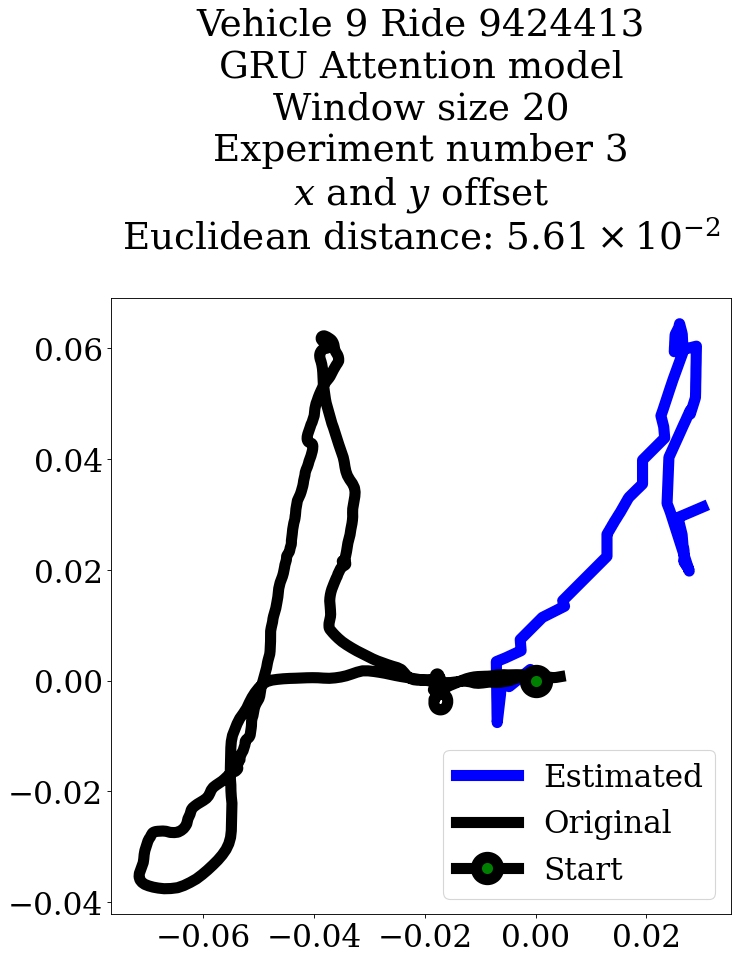 Vehicle 9 Ride 9424413
GRU Attention model
Window size 20
Experiment number 3
x and y offset
Euclidean distance: 5.61 × 10⁻²
0.06
0.04
0.02
0.00
−0.02
−0.04
−0.06 −0.04 −0.02 0.00 0.02
Estimated
Original
Start